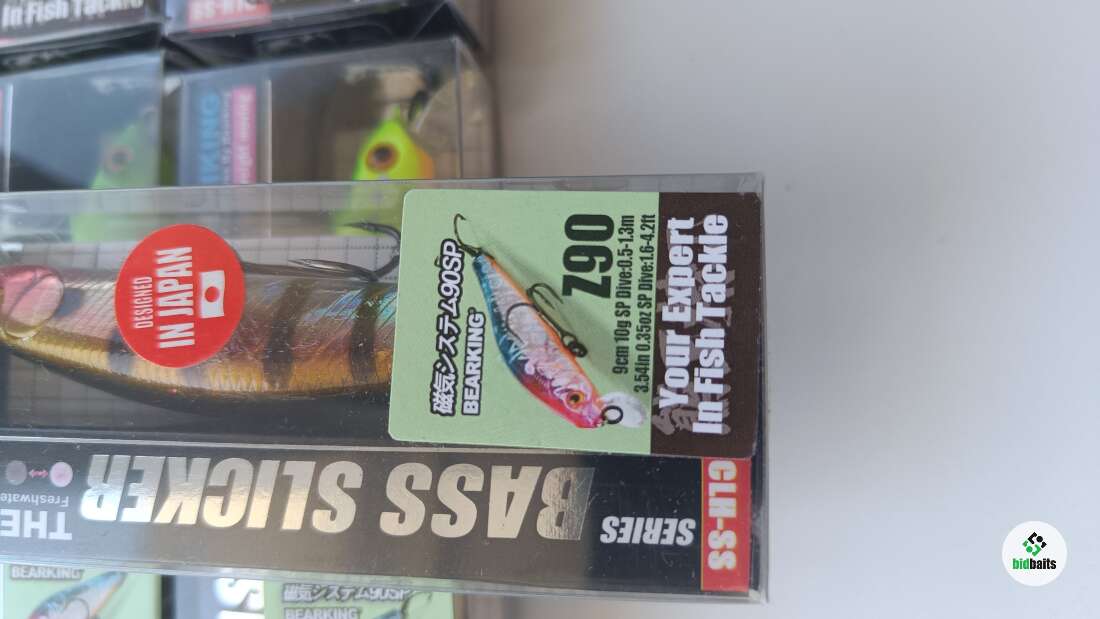 In Fish Tackle
DESIGNED
IN JAPAN
磁気システム90SP
BEARKING®
Z90
9cm 10g SP Dive:0.5-1.3m
3.54in 0.35oz SP Dive:1.6-4.2ft
Your Expert
In Fish Tackle
THE
BASS SLICKER
SERIES
CLH-SS
BEARKING
磁気システム90SP
BEARKING
bidbaits